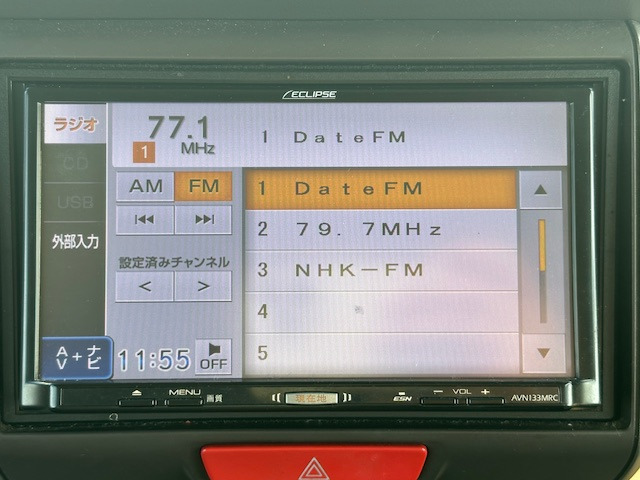 ECLIPSE
ラジオ
77.1
1 MHz
1 DateFM
CD
AM FM
1 DateFM
USB
2 79.7MHz
外部入力
設定済みチャンネル
3 NHK-FM
< >
4
AV+ナビ
11:55
OFF
5
MENU
画質
現在地
ESN
- VOL +
AVN133MRC